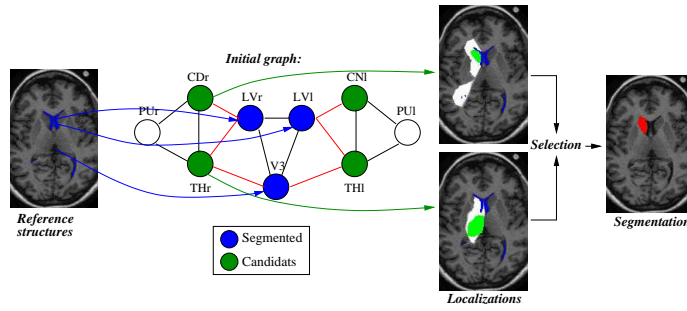 Initial graph:
CDr
CNl
PUr
LVr
LVl
PUl
V3
THr
THl
Reference
structures
Segmented
Candidats
Selection
Segmentation
Localizations